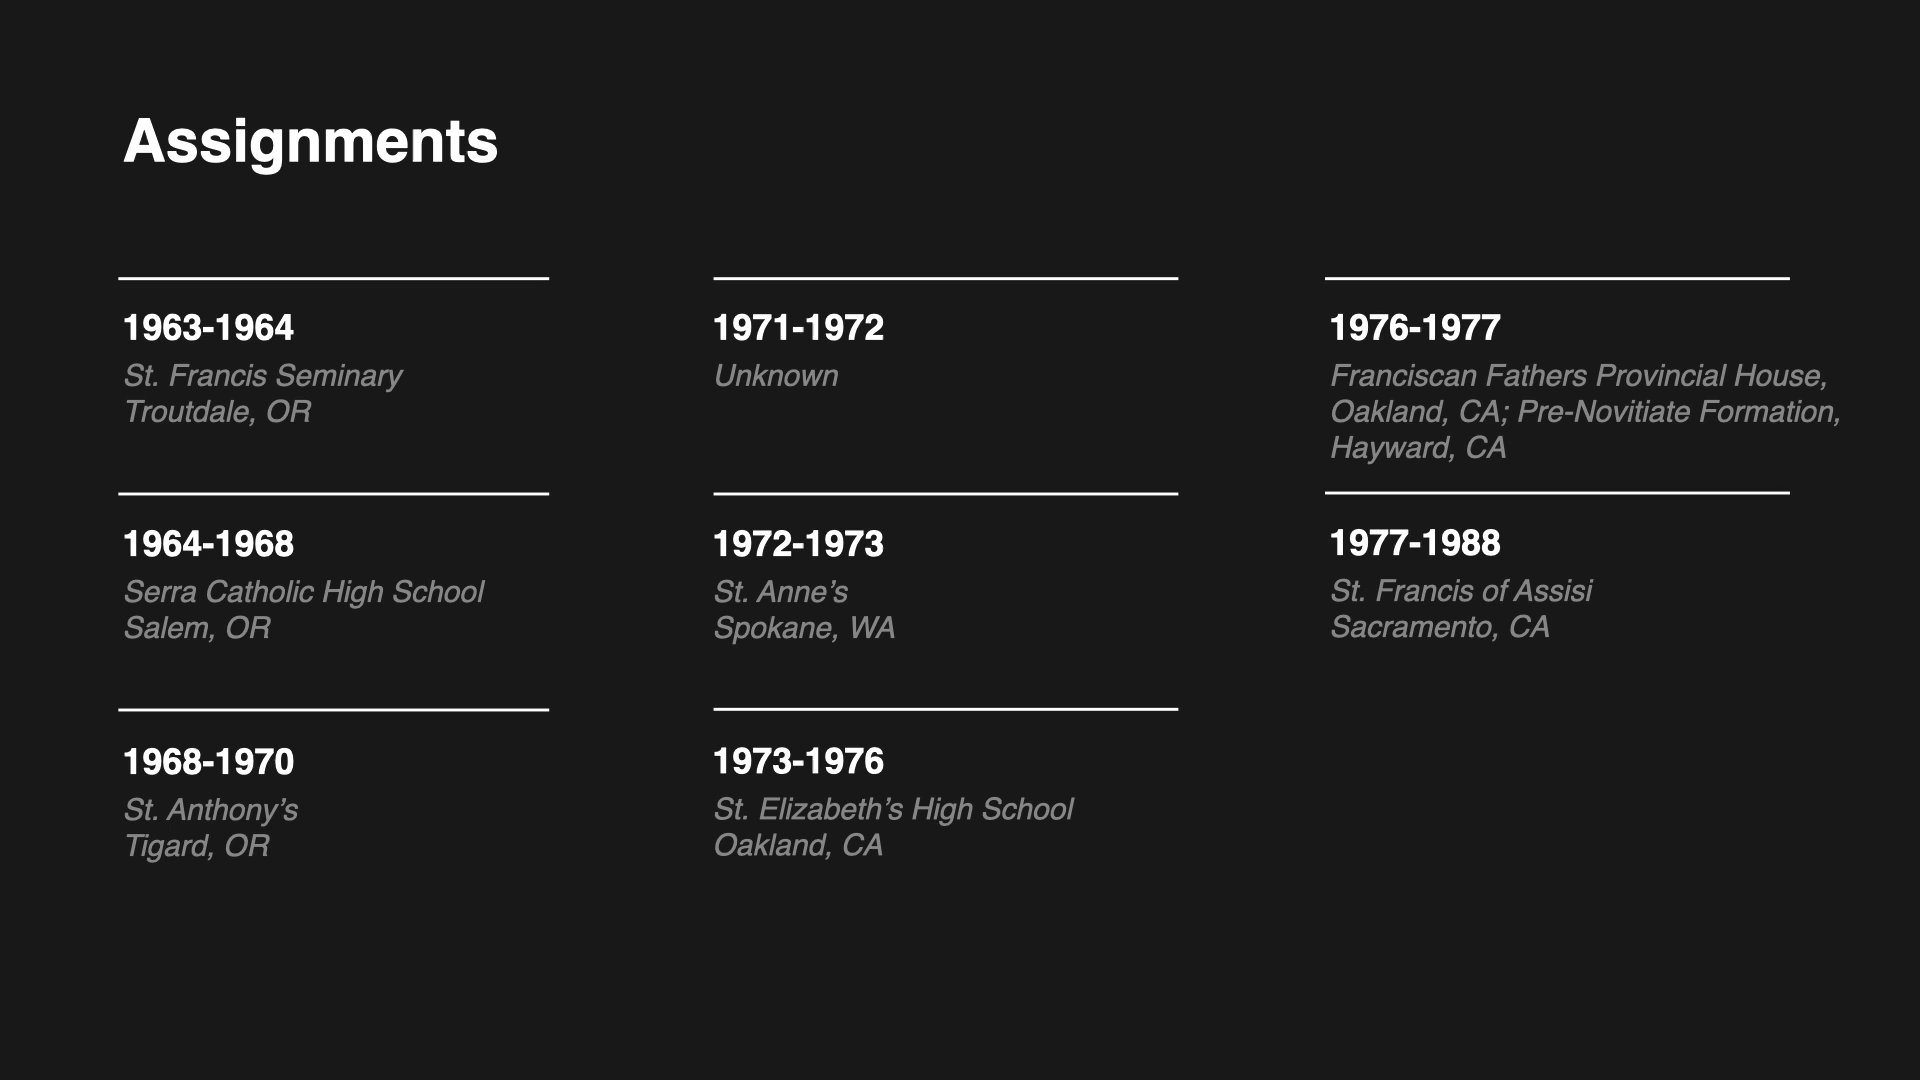 Assignments
1963-1964
St. Francis Seminary
Troutdale, OR
1964-1968
Serra Catholic High School
Salem, OR
1968-1970
St. Anthony’s
Tigard, OR
1971-1972
Unknown
1972-1973
St. Anne’s
Spokane, WA
1973-1976
St. Elizabeth’s High School
Oakland, CA
1976-1977
Franciscan Fathers Provincial House,
Oakland, CA; Pre-Novitiate Formation,
Hayward, CA
1977-1988
St. Francis of Assisi
Sacramento, CA